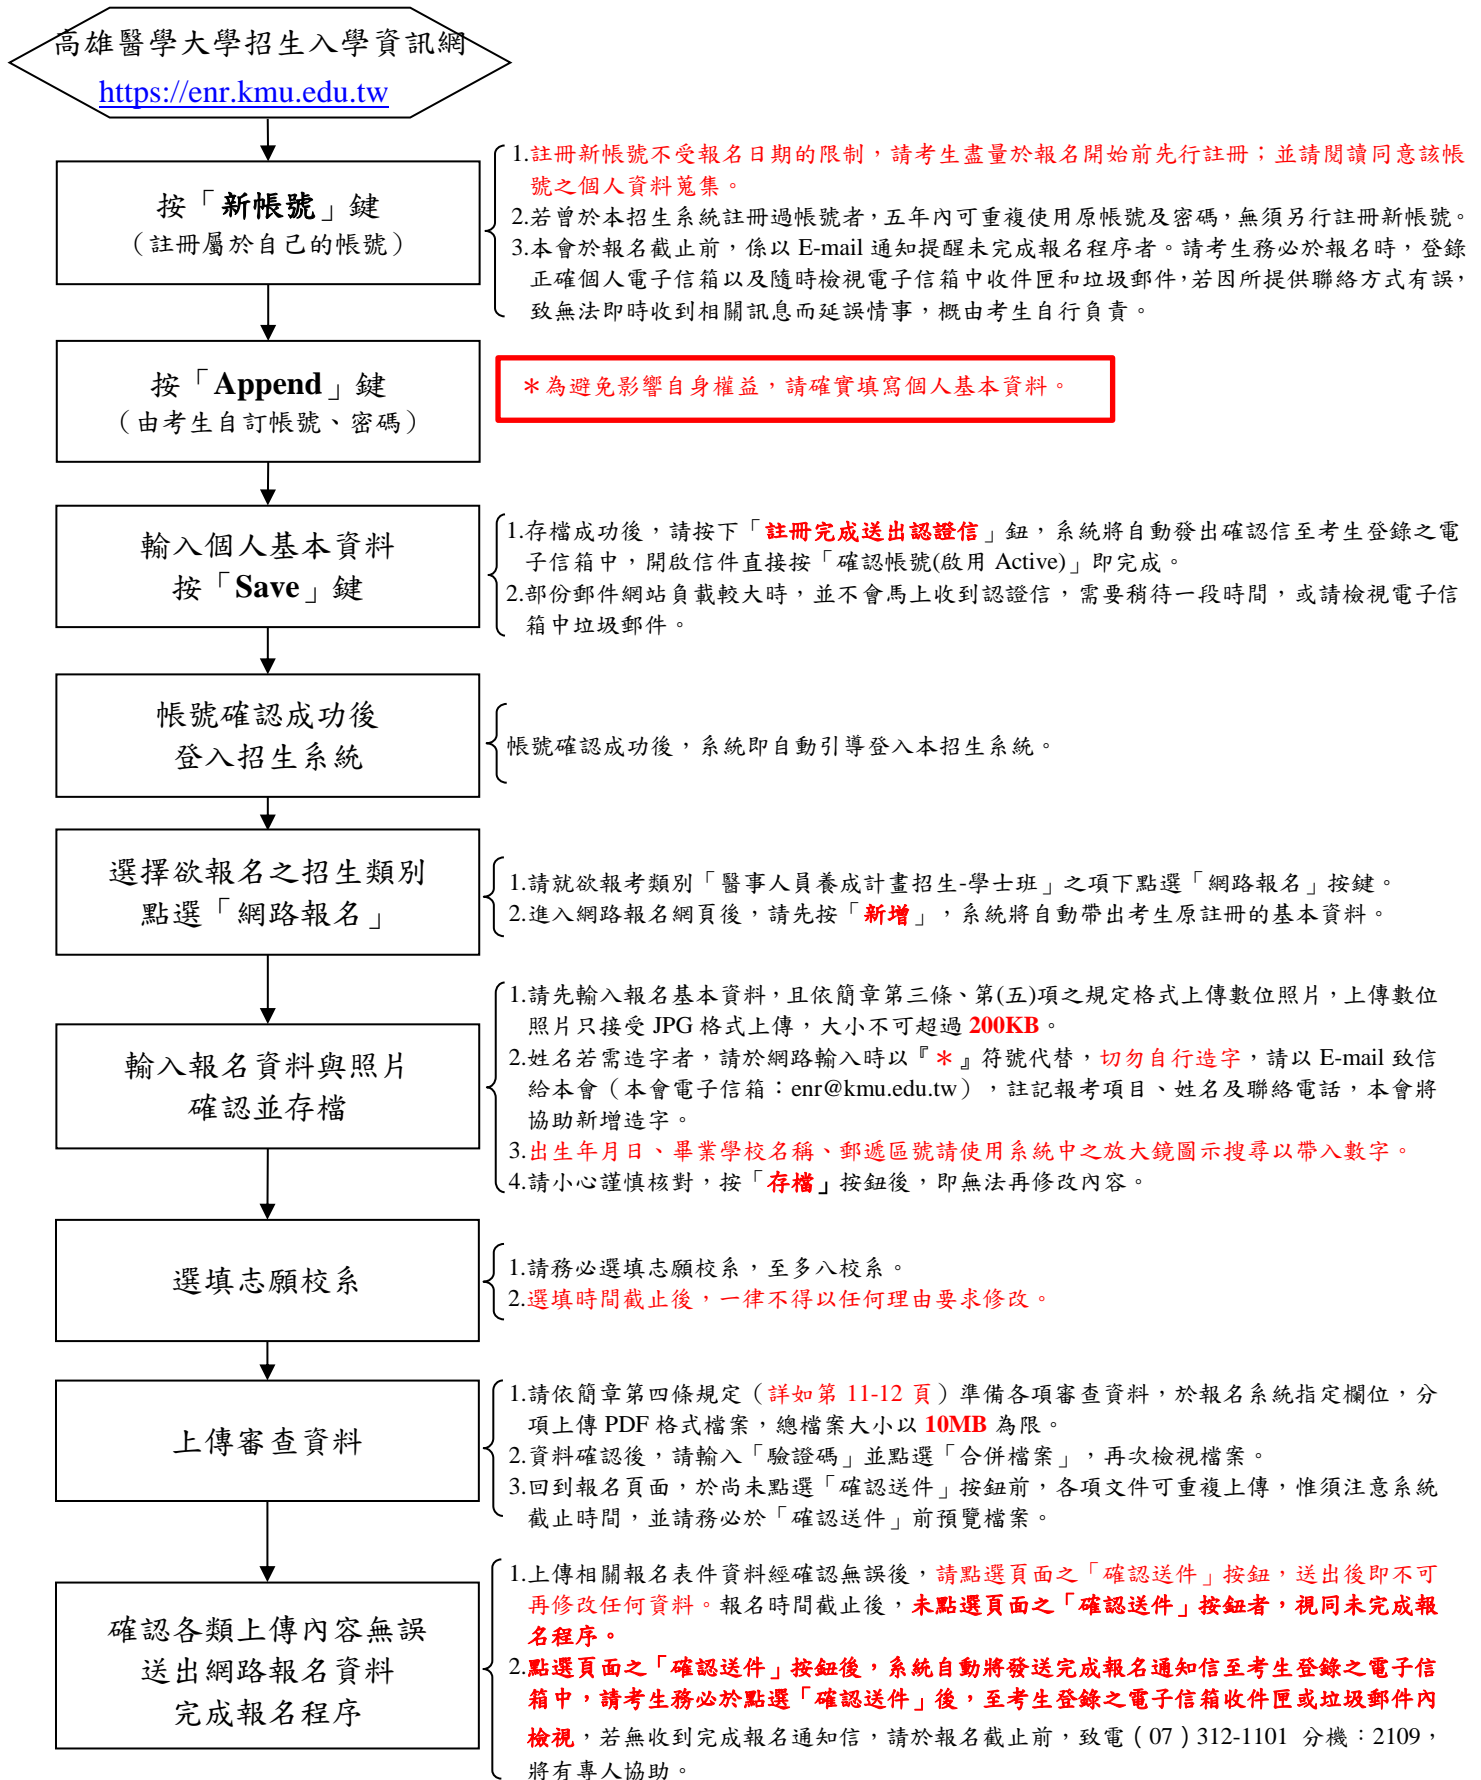 高雄醫學大學招生入學資訊網
https://enr.kmu.edu.tw
按「新帳號」鍵
（註冊屬於自己的帳號）
1.註冊新帳號不受報名日期的限制，請考生盡量於報名開始前先行註冊；並請閱讀同意該帳
號之個人資料蒐集。
2.若曾於本招生系統註冊過帳號者，五年內可重複使用原帳號及密碼，無須另行註冊新帳號。
3.本會於報名截止前，係以 E-mail 通知提醒未完成報名程序者。請考生務必於報名時，登錄
正確個人電子信箱以及隨時檢視電子信箱中收件匣和垃圾郵件，若因所提供聯絡方式有誤，
致無法即時收到相關訊息而延誤情事，概由考生自行負責。
按「Append」鍵
（由考生自訂帳號、密碼）
＊為避免影響自身權益，請確實填寫個人基本資料。
輸入個人基本資料
按「Save」鍵
1.存檔成功後，請按下「註冊完成送出認證信」鈕，系統將自動發出確認信至考生登錄之電
子信箱中，開啟信件直接按「確認帳號(啟用 Active)」即完成。
2.部份郵件網站負載較大時，並不會馬上收到認證信，需要稍待一段時間，或請檢視電子信
箱中垃圾郵件。
帳號確認成功後
登入招生系統
帳號確認成功後，系統即自動引導登入本招生系統。
選擇欲報名之招生類別
點選「網路報名」
1.請就欲報考類別「醫事人員養成計畫招生-學士班」之項下點選「網路報名」按鍵。
2.進入網路報名網頁後，請先按「新增」，系統將自動帶出考生原註冊的基本資料。
輸入報名資料與照片
確認並存檔
1.請先輸入報名基本資料，且依簡章第三條、第(五)項之規定格式上傳數位照片，上傳數位
照片只接受 JPG 格式上傳，大小不可超過 200KB。
2.姓名若需造字者，請於網路輸入時以『＊』符號代替，切勿自行造字，請以 E-mail 致信
給本會（本會電子信箱：enr@kmu.edu.tw），註記報考項目、姓名及聯絡電話，本會將
協助新增造字。
3.出生年月日、畢業學校名稱、郵遞區號請使用系統中之放大鏡圖示搜尋以帶入數字。
4.請小心謹慎核對，按「存檔」按鈕後，即無法再修改內容。
選填志願校系
1.請務必選填志願校系，至多八校系。
2.選填時間截止後，一律不得以任何理由要求修改。
上傳審查資料
1.請依簡章第四條規定（詳如第 11-12 頁）準備各項審查資料，於報名系統指定欄位，分
項上傳 PDF 格式檔案，總檔案大小以 10MB 為限。
2.資料確認後，請輸入「驗證碼」並點選「合併檔案」，再次檢視檔案。
3.回到報名頁面，於尚未點選「確認送件」按鈕前，各項文件可重複上傳，惟須注意系統
截止時間，並請務必於「確認送件」前預覽檔案。
確認各類上傳內容無誤
送出網路報名資料
完成報名程序
1.上傳相關報名表件資料經確認無誤後，請點選頁面之「確認送件」按鈕，送出後即不可
再修改任何資料。報名時間截止後，未點選頁面之「確認送件」按鈕者，視同未完成報
名程序。
2.點選頁面之「確認送件」按鈕後，系統自動將發送完成報名通知信至考生登錄之電子信
箱中，請考生務必於點選「確認送件」後，至考生登錄之電子信箱收件匣或垃圾郵件內
檢視，若無收到完成報名通知信，請於報名截止前，致電（07）312-1101 分機：2109，
將有專人協助。